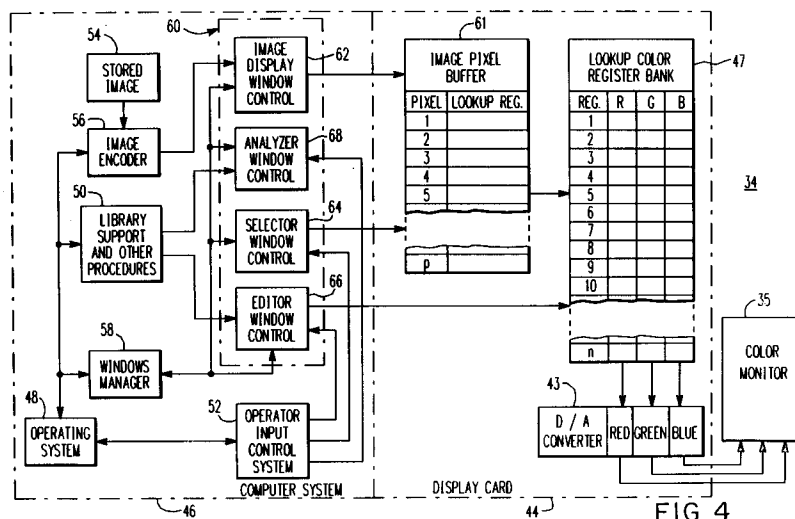 54
STORED
IMAGE
56
IMAGE
ENCODER
50
LIBRARY
SUPPORT
AND OTHER
PROCEDURES
58
WINDOWS
MANAGER
48
OPERATING
SYSTEM
60
IMAGE
DISPLAY
WINDOW
CONTROL
62
ANALYZER
WINDOW
CONTROL
68
SELECTOR
WINDOW
CONTROL
64
EDITOR
WINDOW
CONTROL
66
52
OPERATOR
INPUT
CONTROL
SYSTEM
COMPUTER SYSTEM
46
61
IMAGE PIXEL
BUFFER
PIXEL LOOKUP REG.
1
2
3
4
5
p
LOOKUP COLOR
REGISTER BANK
47
REG. R G B
1
2
3
4
5
6
7
8
9
10
n
34
43
D / A
CONVERTER
RED GREEN BLUE
35
COLOR
MONITOR
DISPLAY CARD
44
FIG 4